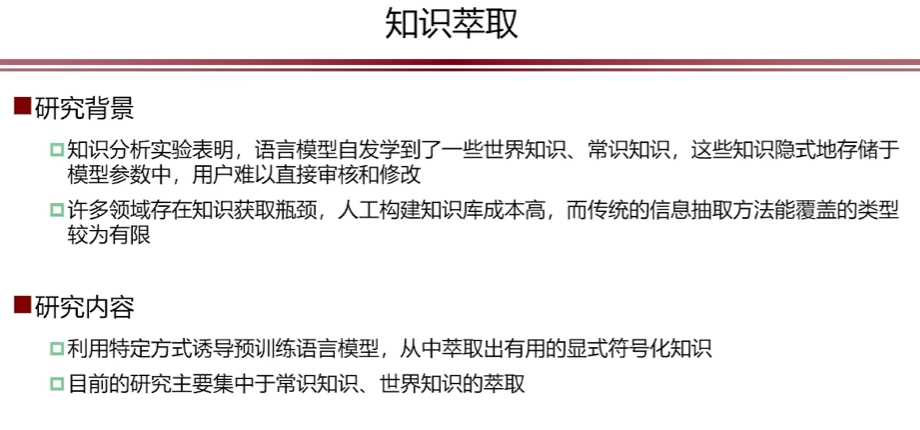 知识萃取
研究背景
知识分析实验表明，语言模型自发学到了一些世界知识、常识知识，这些知识隐式地存储于
模型参数中，用户难以直接审核和修改
许多领域存在知识获取瓶颈，人工构建知识库成本高，而传统的信息抽取方法能覆盖的类型
较为有限
研究内容
利用特定方式诱导预训练语言模型，从中萃取出有用的显式符号化知识
目前的研究主要集中于常识知识、世界知识的萃取